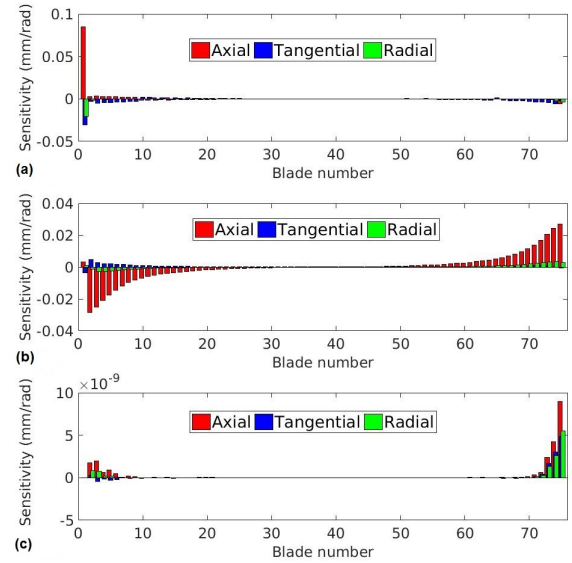 (a)
Sensitivity (mm/rad)
0.1
0.05
0
-0.05
Axial Tangential Radial
10 20 30 40 50 60 70
Blade number
(b)
Sensitivity (mm/rad)
0.04
0.02
0
-0.02
-0.04
Axial Tangential Radial
0 10 20 30 40 50 60 70
Blade number
(c)
Sensitivity (mm/rad)
×10⁻⁹
10
5
0
-5
Axial Tangential Radial
0 10 20 30 40 50 60 70
Blade number